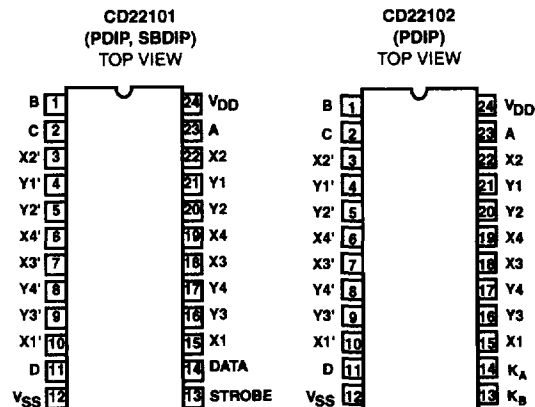 CD22101
(PDIP, SBDIP)
TOP VIEW
B 1 24 VDD
C 2 23 A
X2' 3 22 X2
Y1' 4 21 Y1
Y2' 5 20 Y2
X4' 6 19 X4
X3' 7 18 X3
Y4' 8 17 Y4
Y3' 9 16 Y3
X1' 10 15 X1
D 11 14 DATA
VSS 12 13 STROBE
CD22102
(PDIP)
TOP VIEW
B 1 24 VDD
C 2 23 A
X2' 3 22 X2
Y1' 4 21 Y1
Y2' 5 20 Y2
X4' 6 19 X4
X3' 7 18 X3
Y4' 8 17 Y4
Y3' 9 16 Y3
X1' 10 15 X1
D 11 14 KA
VSS 12 13 KB